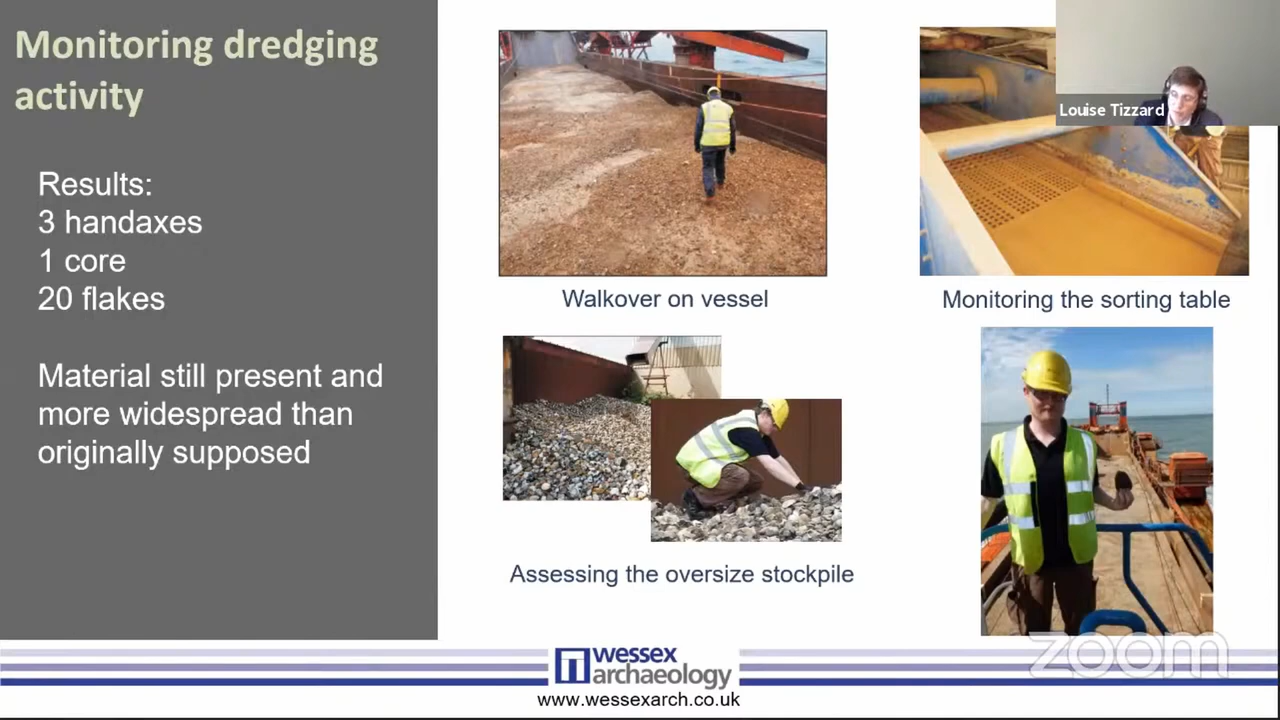 Monitoring dredging
activity
Results:
3 handaxes
1 core
20 flakes
Material still present and
more widespread than
originally supposed
Walkover on vessel
Louise Tizzard
Monitoring the sorting table
Assessing the oversize stockpile
zoom
wessex
archaeology
www.wessexarch.co.uk